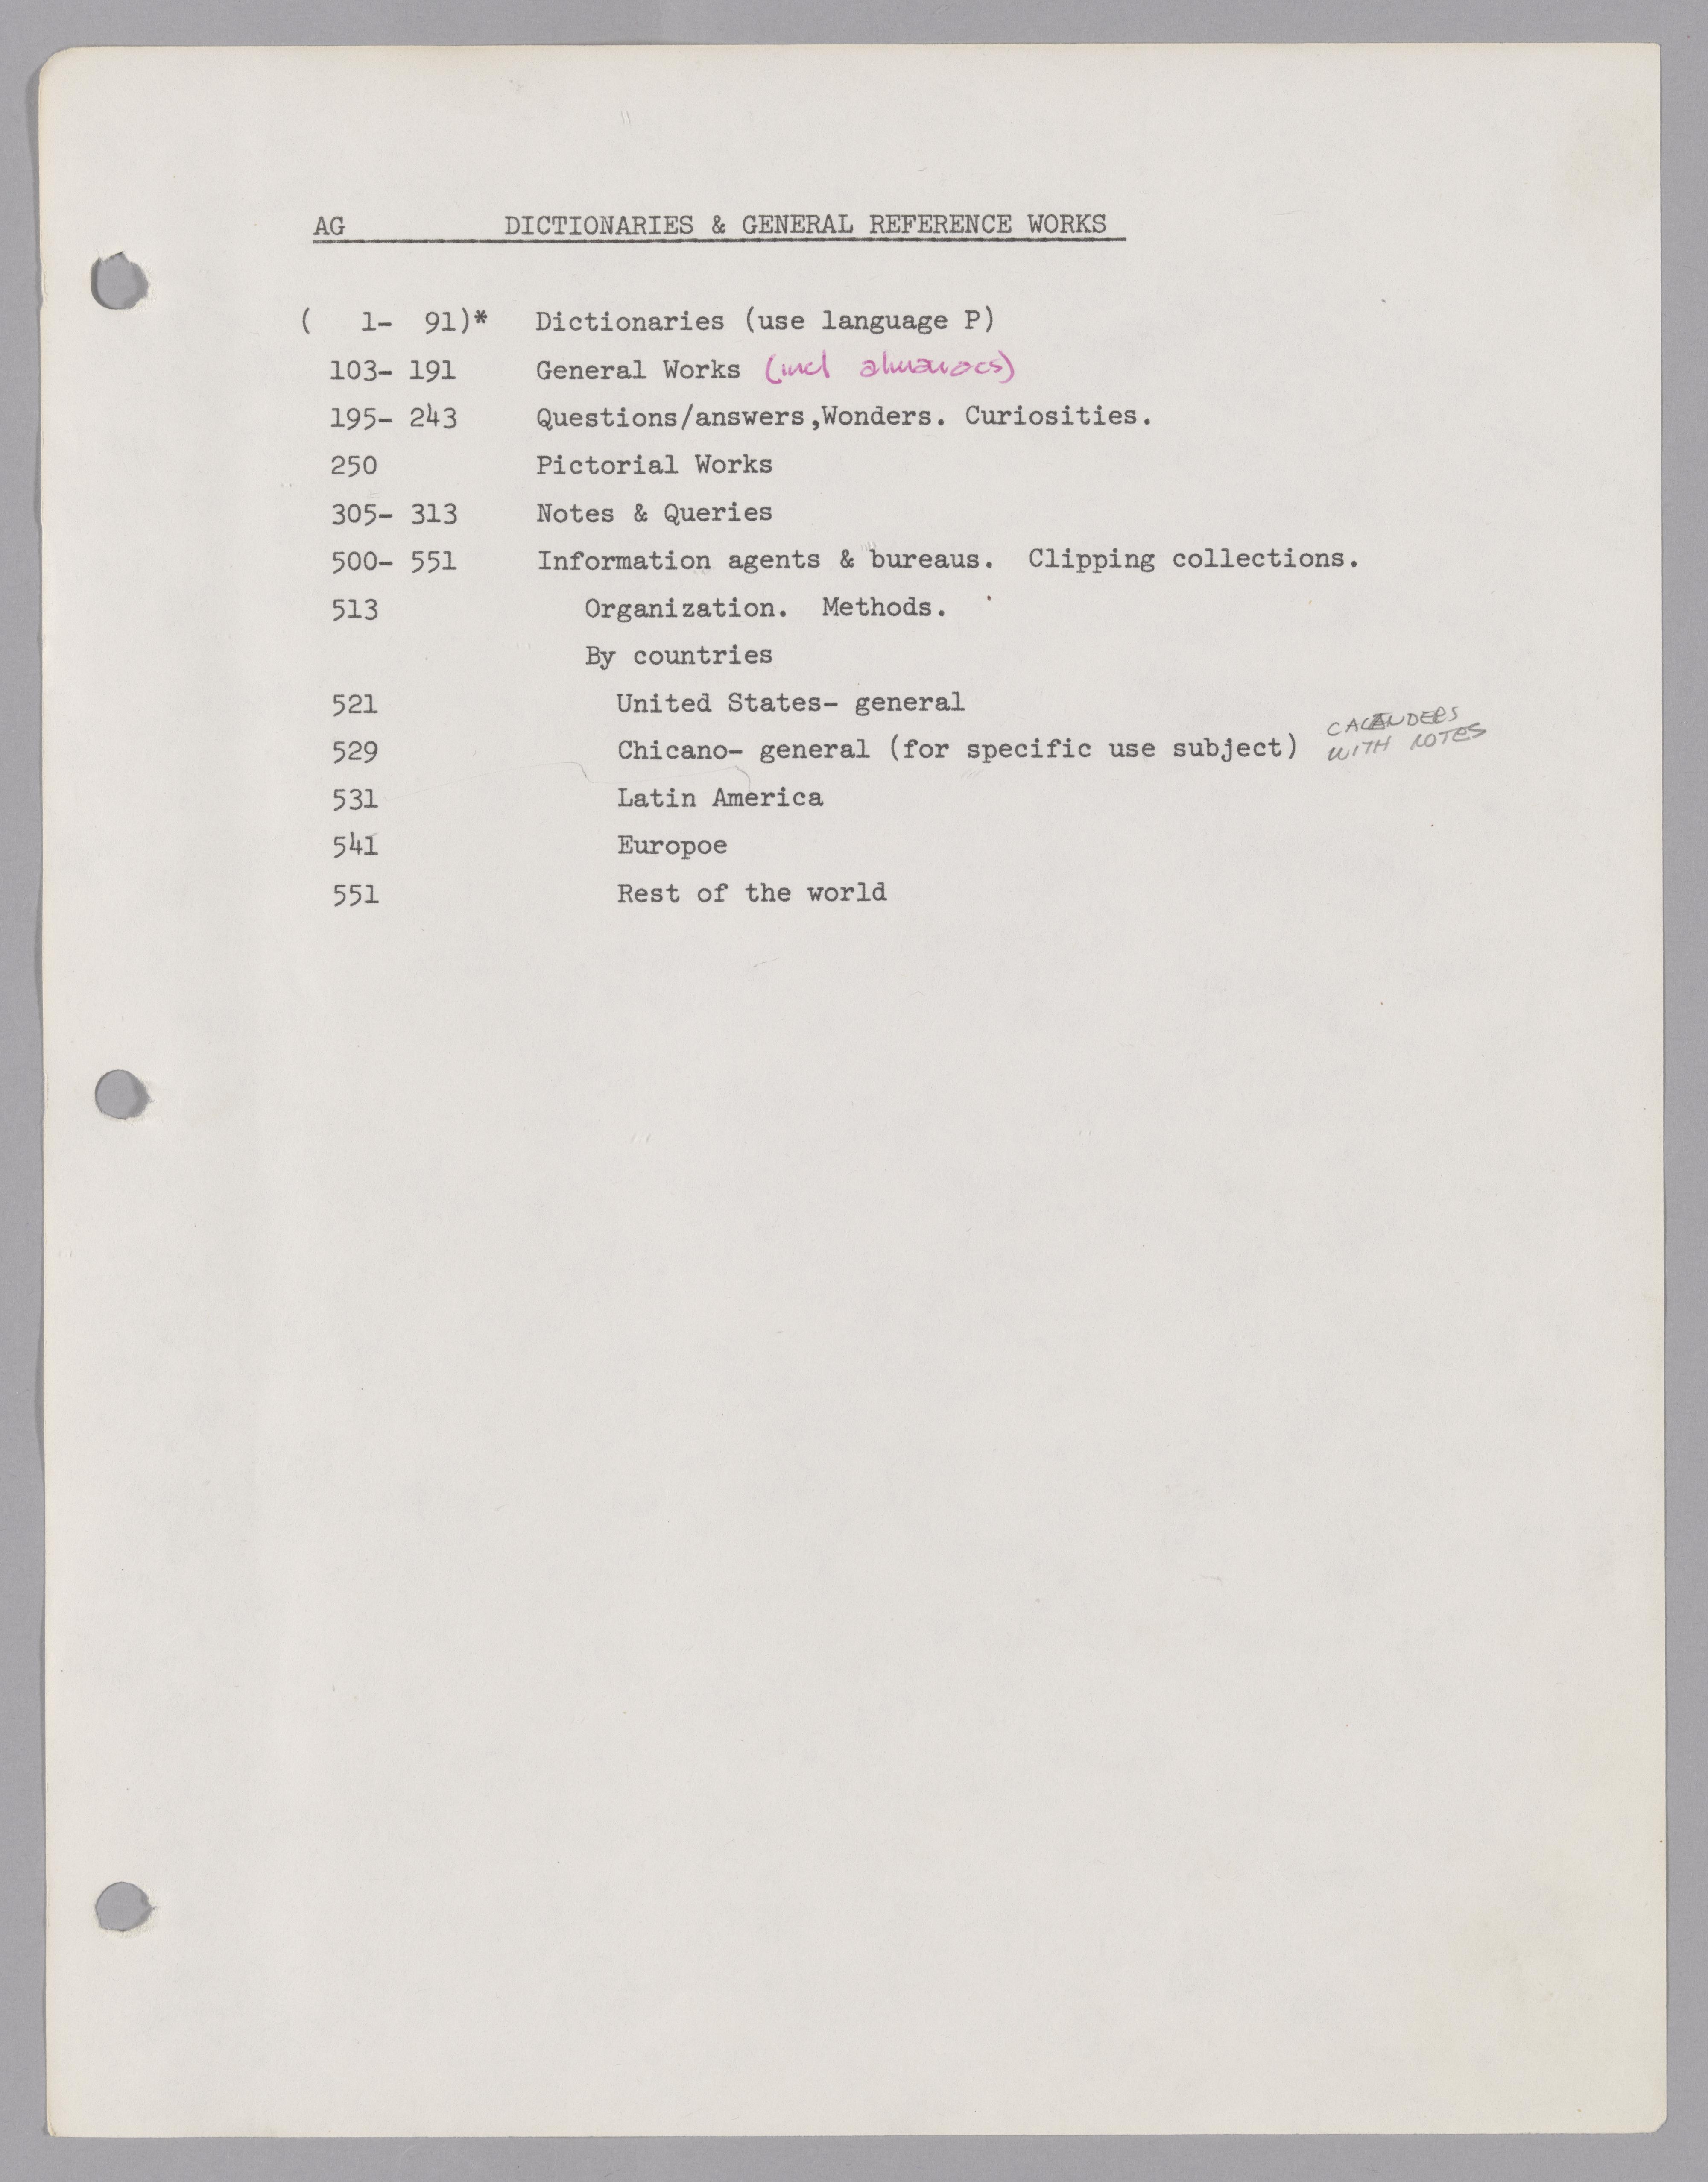 AG DICTIONARIES & GENERAL REFERENCE WORKS
( 1- 91)* Dictionaries (use language P)
103- 191 General Works (incl almanacs)
195- 243 Questions/answers,Wonders. Curiosities.
250 Pictorial Works
305- 313 Notes & Queries
500- 551 Information agents & bureaus. Clipping collections.
513 Organization. Methods.
By countries
521 United States- general
529 Chicano- general (for specific use subject) CALENDERS WITH NOTES
531 Latin America
541 Europoe
551 Rest of the world